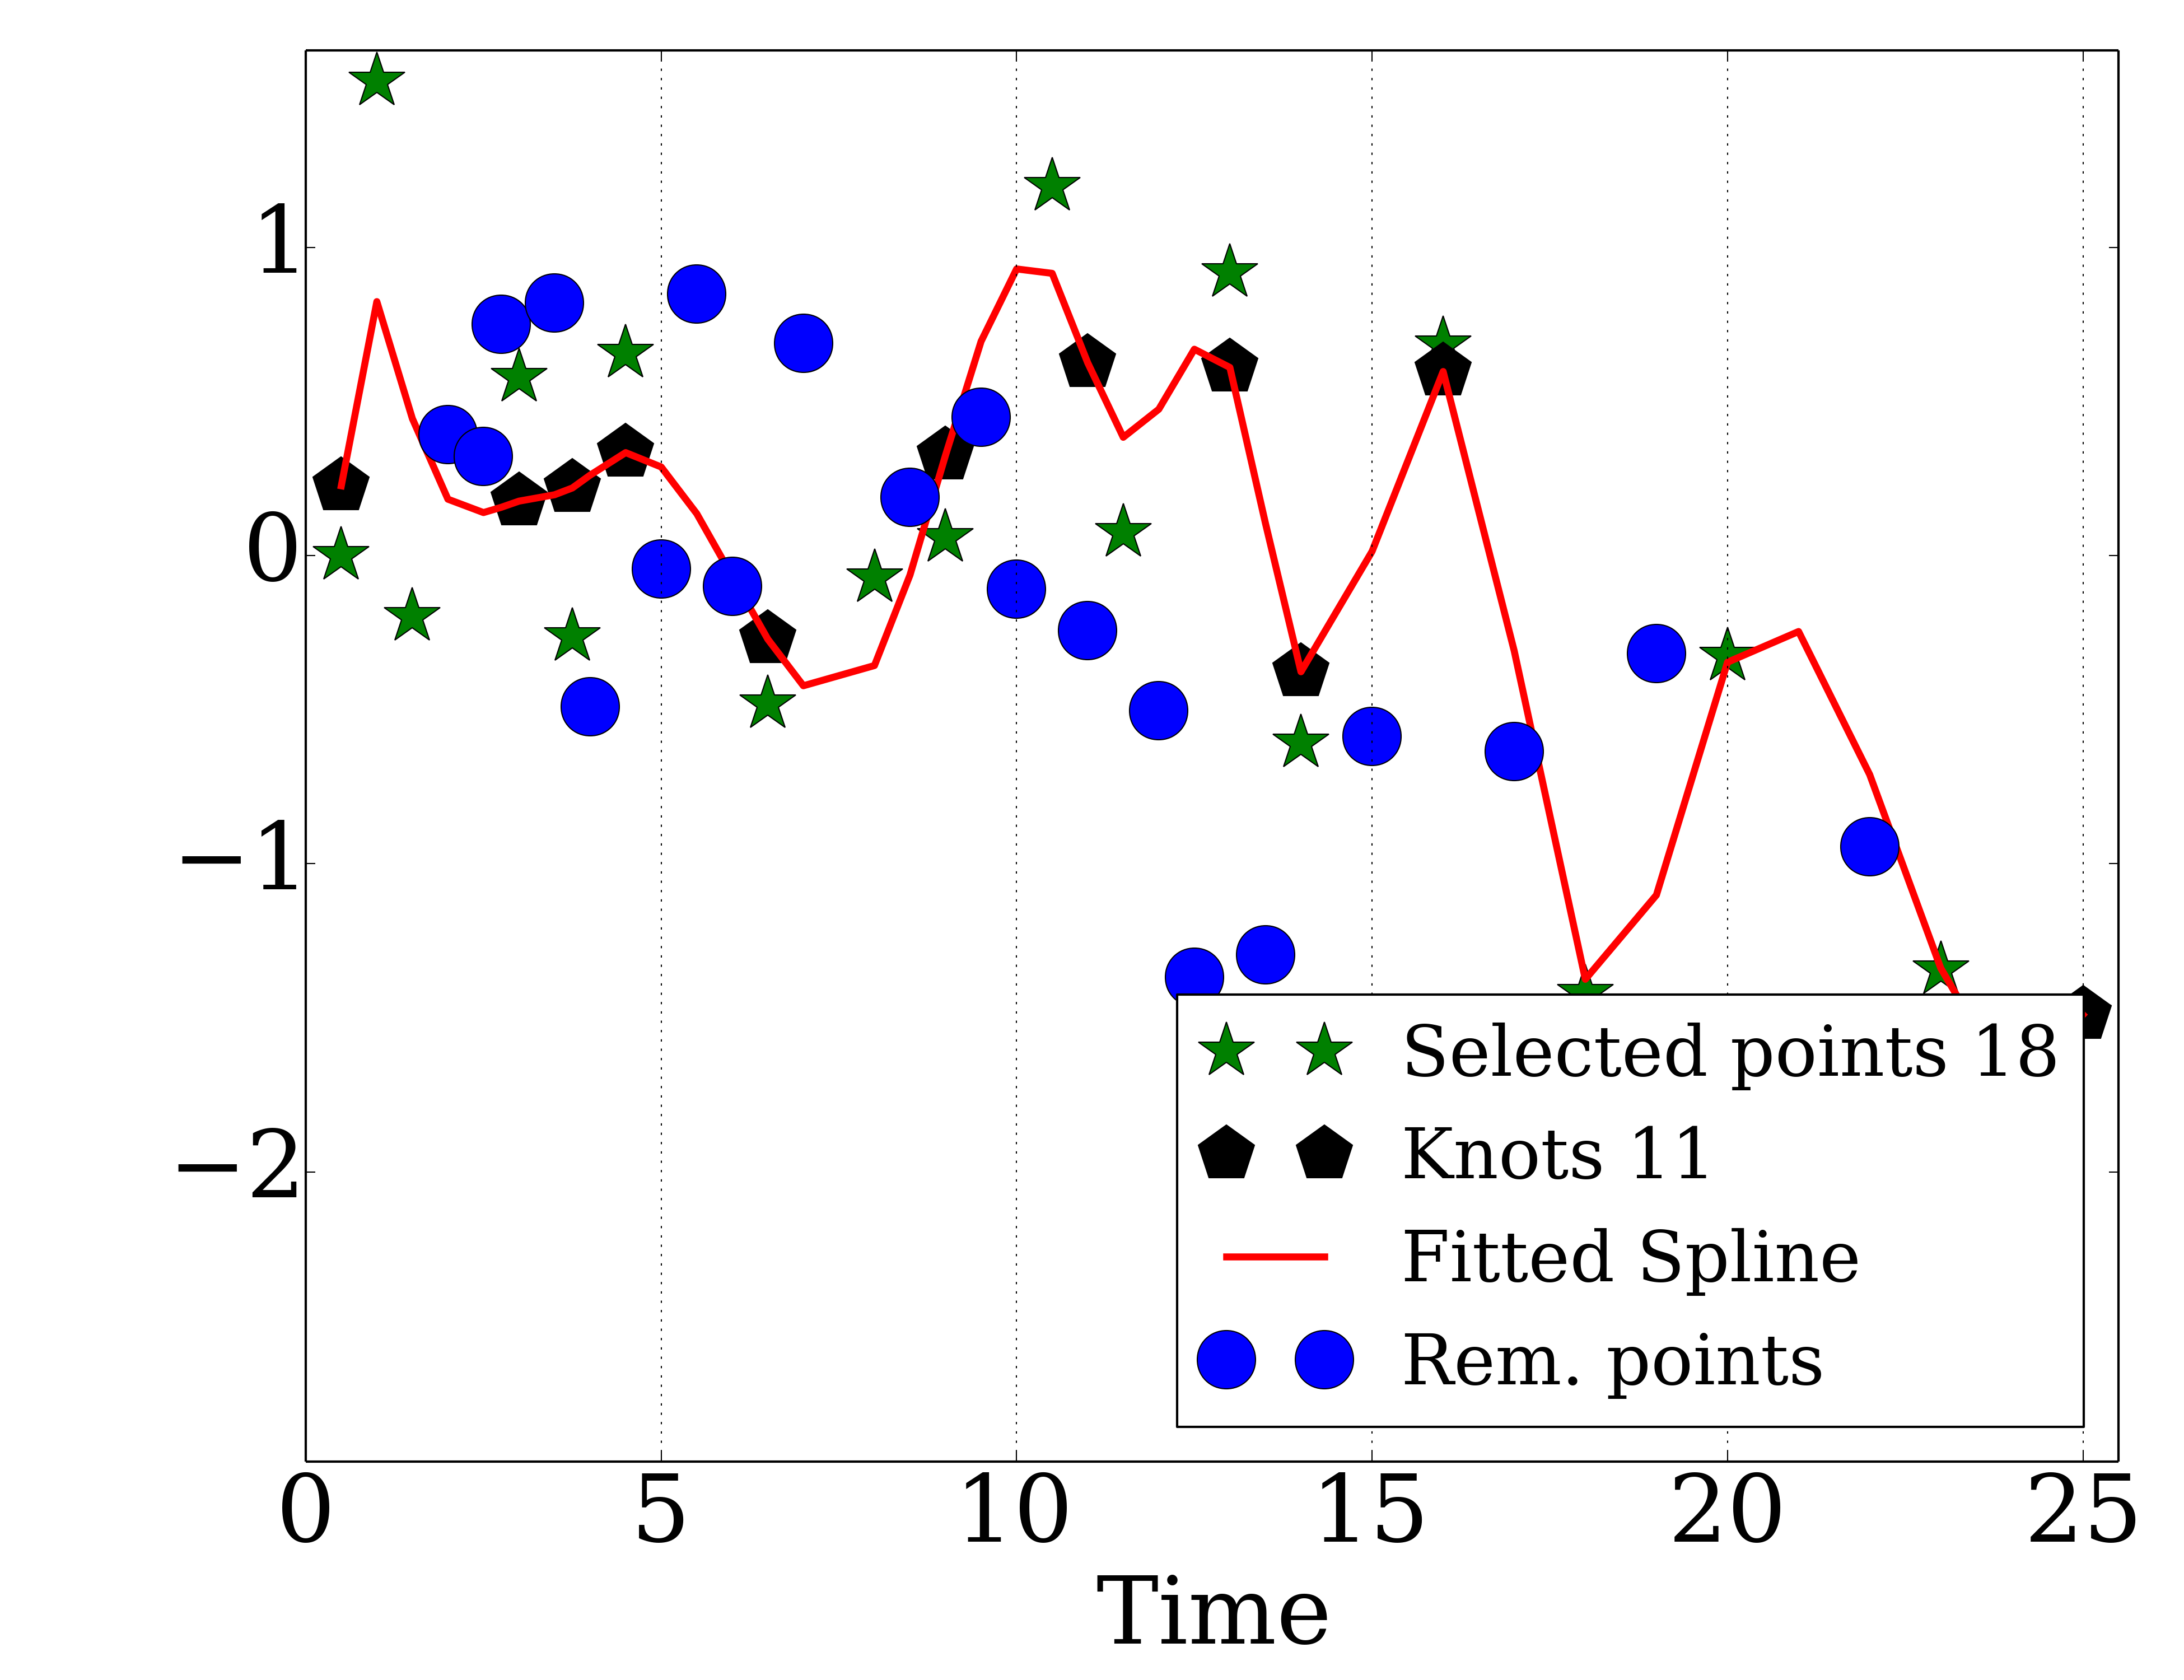 1
0
−1
−2
Selected points 18
Knots 11
Fitted Spline
Rem. points
0 5 10 15 20 25
Time